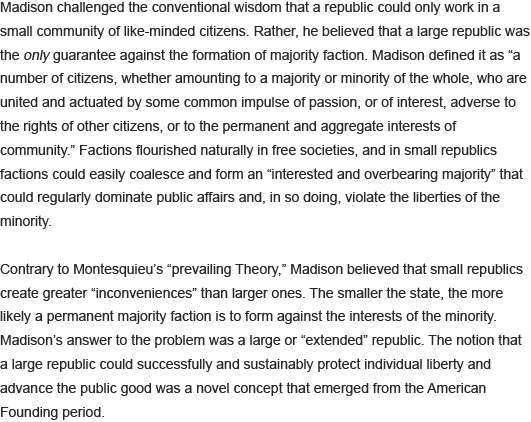 Madison challenged the conventional wisdom that a republic could only work in a
small community of like-minded citizens. Rather, he believed that a large republic was
the only guarantee against the formation of majority faction. Madison defined it as “a
number of citizens, whether amounting to a majority or minority of the whole, who are
united and actuated by some common impulse of passion, or of interest, adverse to
the rights of other citizens, or to the permanent and aggregate interests of
community.” Factions flourished naturally in free societies, and in small republics
factions could easily coalesce and form an “interested and overbearing majority” that
could regularly dominate public affairs and, in so doing, violate the liberties of the
minority.
Contrary to Montesquieu’s “prevailing Theory,” Madison believed that small republics
create greater “inconveniences” than larger ones. The smaller the state, the more
likely a permanent majority faction is to form against the interests of the minority.
Madison’s answer to the problem was a large or “extended” republic. The notion that
a large republic could successfully and sustainably protect individual liberty and
advance the public good was a novel concept that emerged from the American
Founding period.